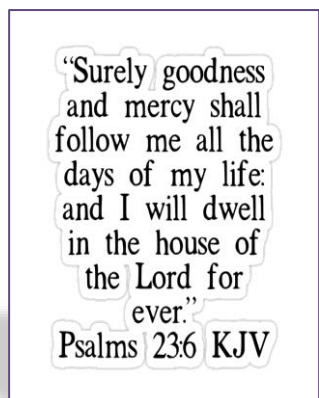 “Surely goodness
and mercy shall
follow me all the
days of my life:
and I will dwell
in the house of
the Lord for
ever.”
Psalms 23:6 KJV